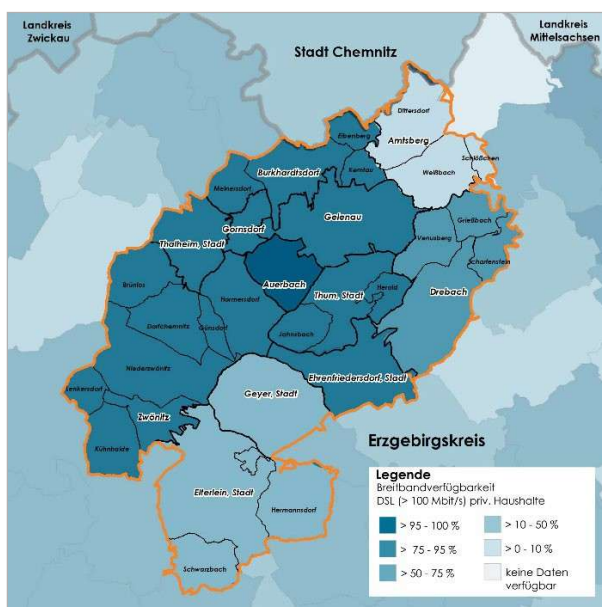 Landkreis
Zwickau
Landkreis
Mittelsachsen
Stadt Chemnitz
Dittersdorf
Eibenberg
Amtsberg
Schlößchen
Burkhardtsdorf
Kemtau
Weißbach
Meinersdorf
Gelenau
Grießbach
Gornsdorf
Venusberg
Thalheim, Stadt
Scharfenstein
Auerbach
Brünlos
Thum, Stadt
Herold
Drebach
Hormersdorf
Dorfchemnitz
Günsdorf
Jahnsbach
Niederzwönitz
Ehrenfriedersdorf, Stadt
Lenkersdorf
Geyer, Stadt
Zwönitz
Kühnhaide
Erzgebirgskreis
Elterlein, Stadt
Hermannsdorf
Schwarzbach
Legende
Breitbandverfügbarkeit
DSL (> 100 Mbit/s) priv. Haushalte
> 95 - 100 %
> 10 - 50 %
> 75 - 95 %
> 0 - 10 %
> 50 - 75 %
keine Daten
verfügbar